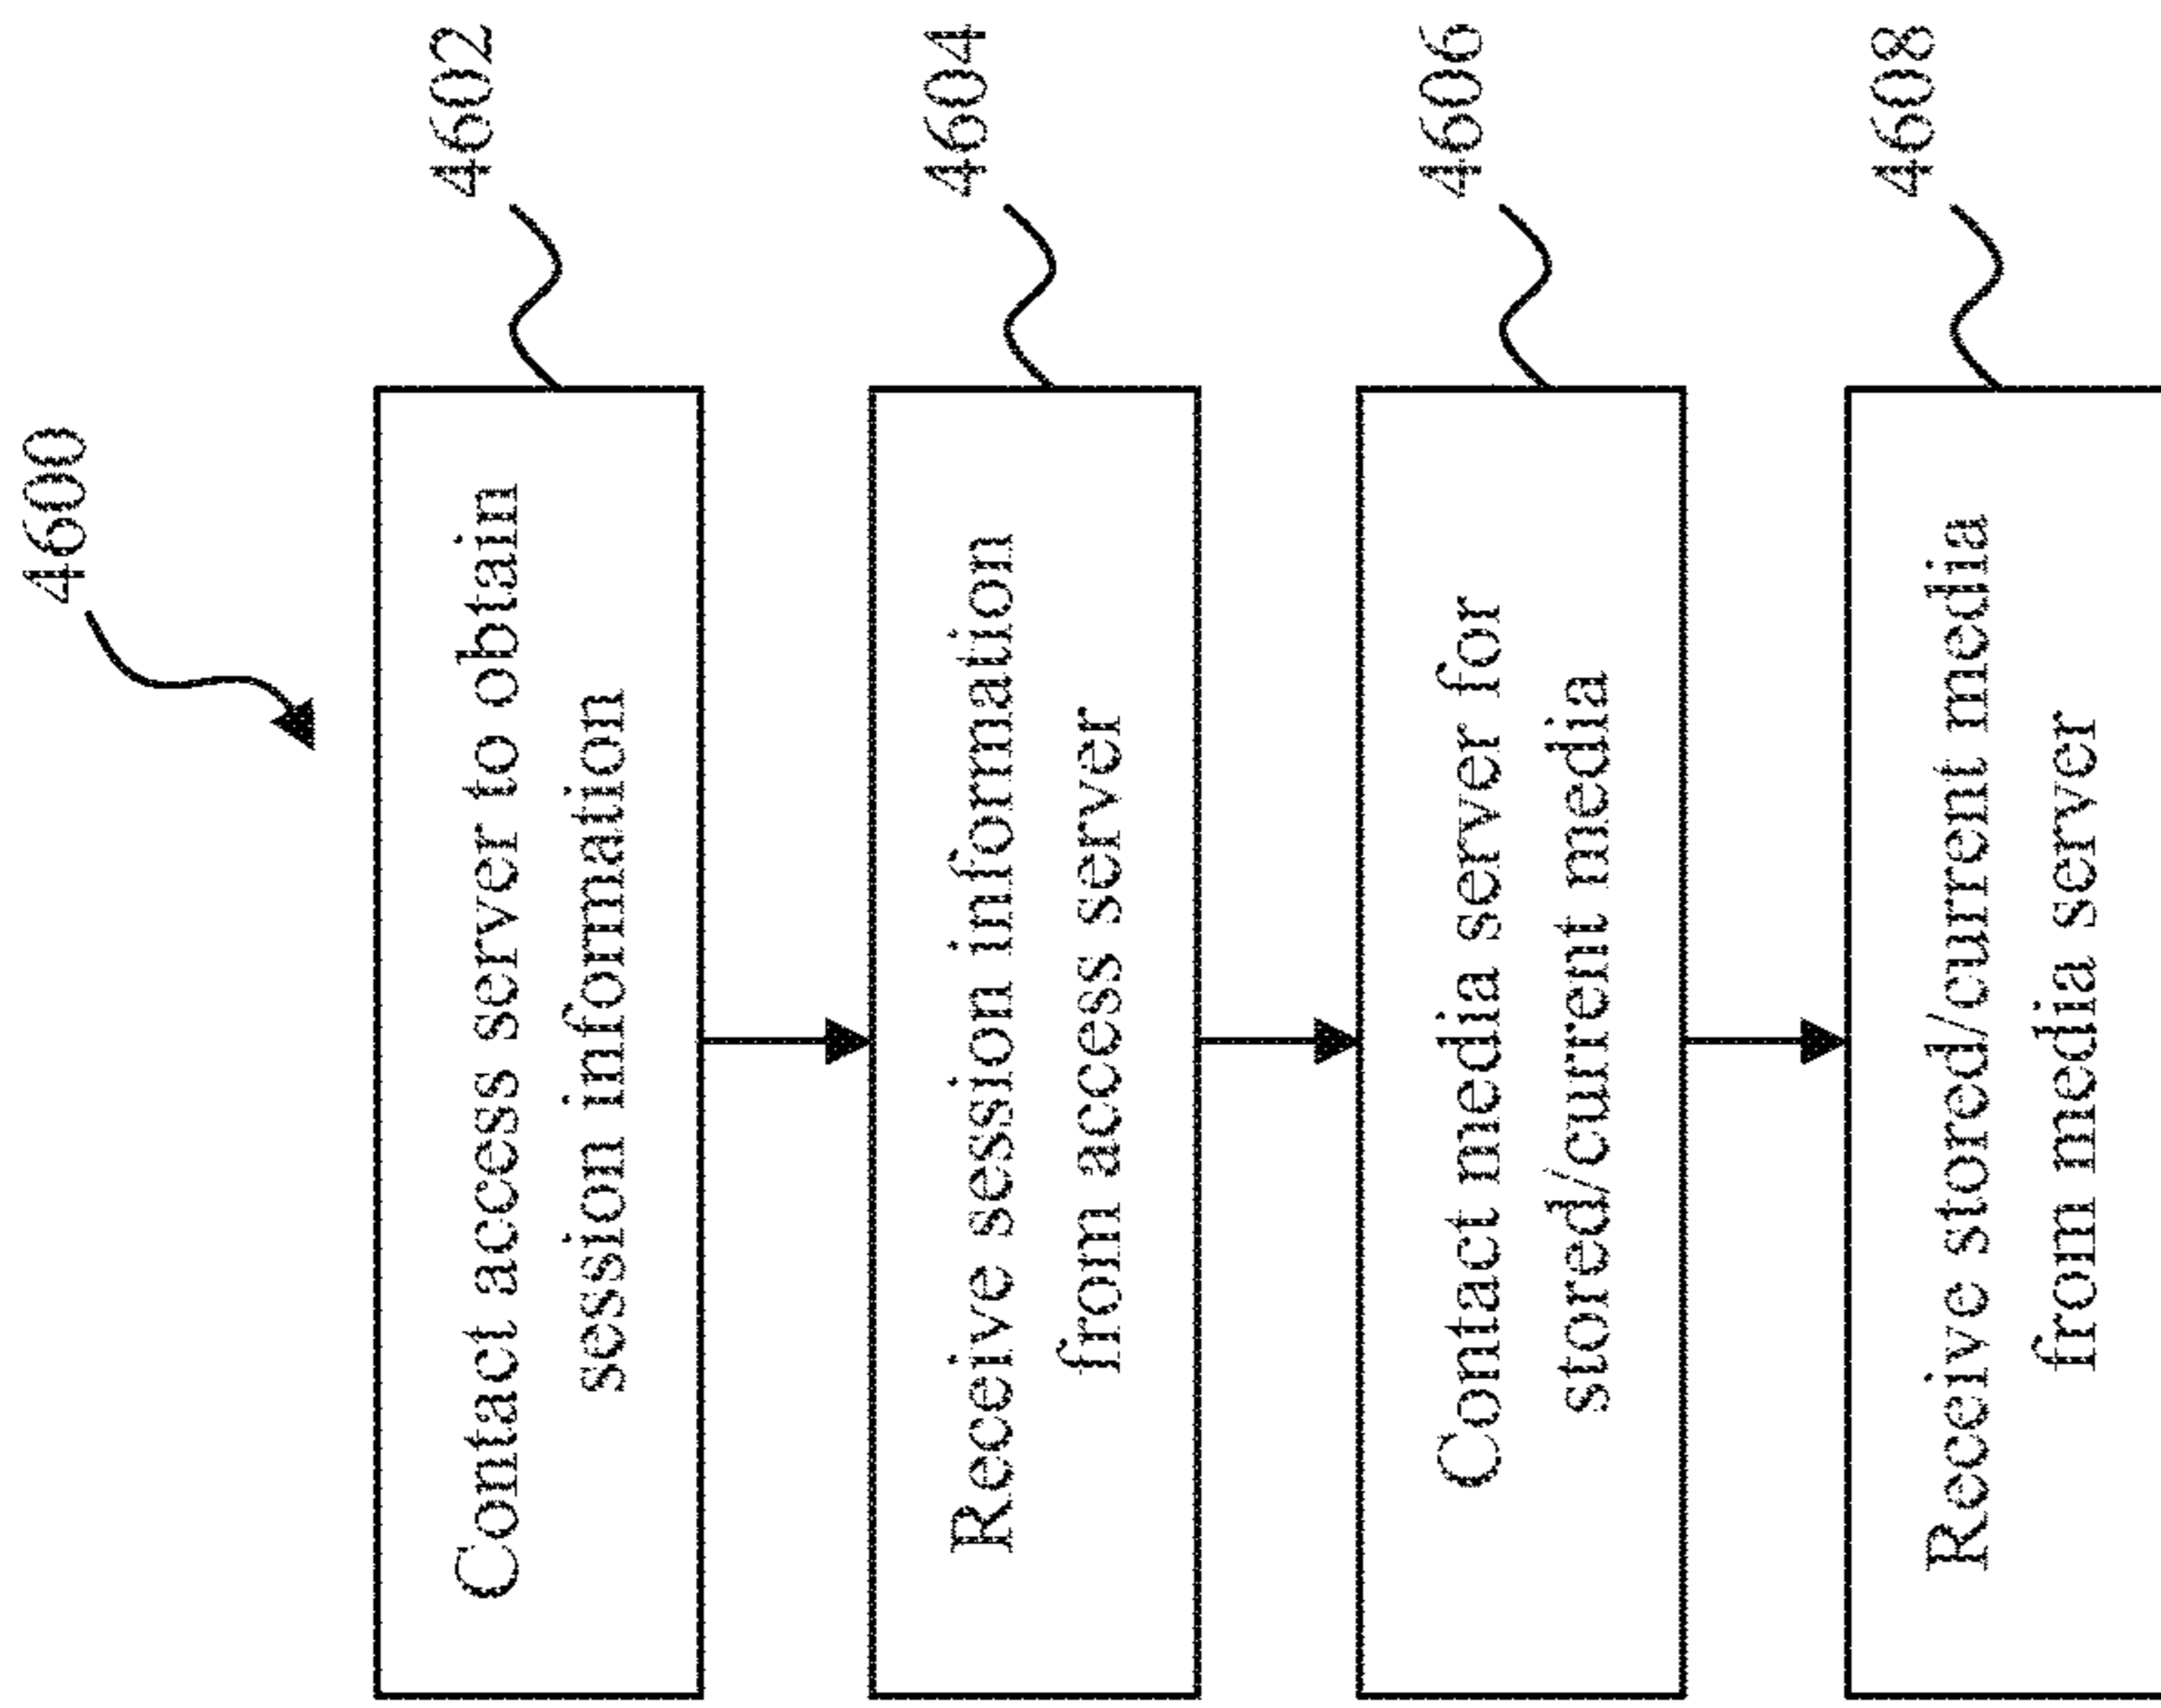 4600
Contact access server to obtain
session information
4602
Receive session information
from access server
4604
Contact media server for
stored/current media
4606
Receive stored/current media
from media server
4608